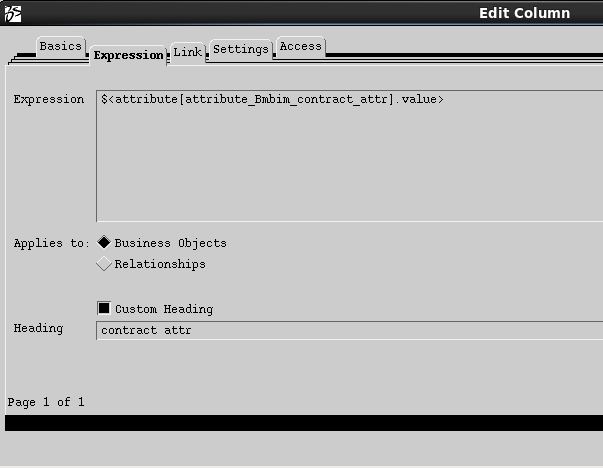 Edit Column
Basics Expression Link Settings Access
Expression $<attribute[attribute_Bmbim_contract_attr].value>
Applies to: Business Objects
Relationships
Custom Heading
Heading contract attr
Page 1 of 1